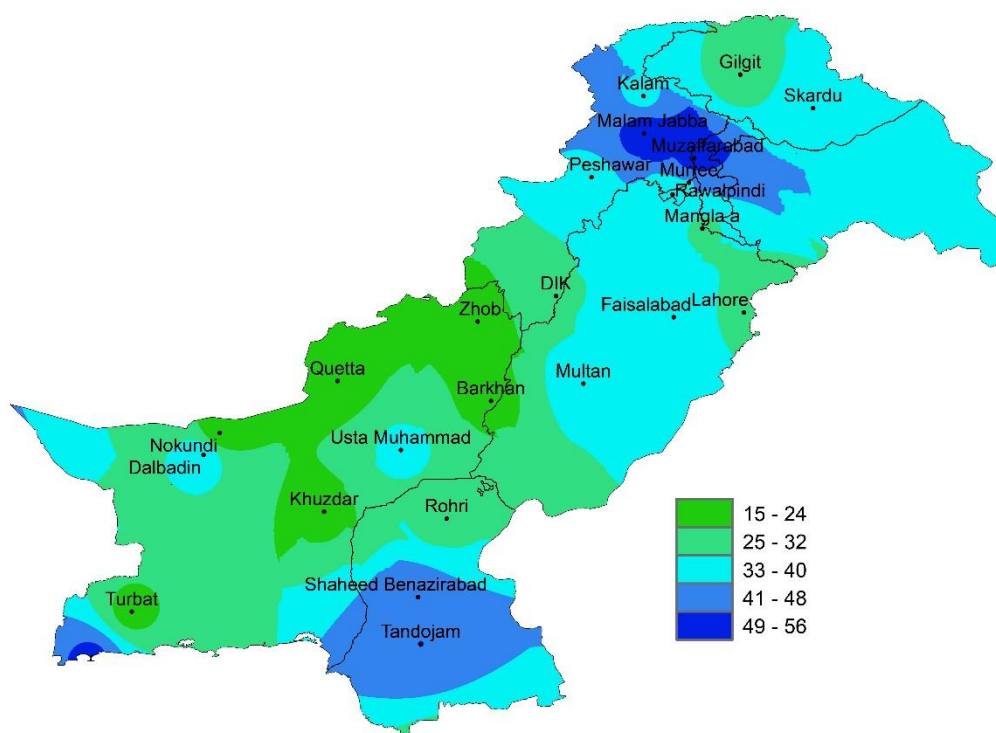 Gilgit
Kalam
Skardu
Malam Jabba
Muzaffarabad
Peshawar
Murree
Rawalpindi
Mangla a
DIK
Zhob
Faisalabad
Lahore
Quetta
Multan
Barkhan
Nokundi
Usta Muhammad
Dalbadin
Khuzdar
Rohri
Shaheed Benazirabad
Turbat
Tandojam
15 - 24
25 - 32
33 - 40
41 - 48
49 - 56